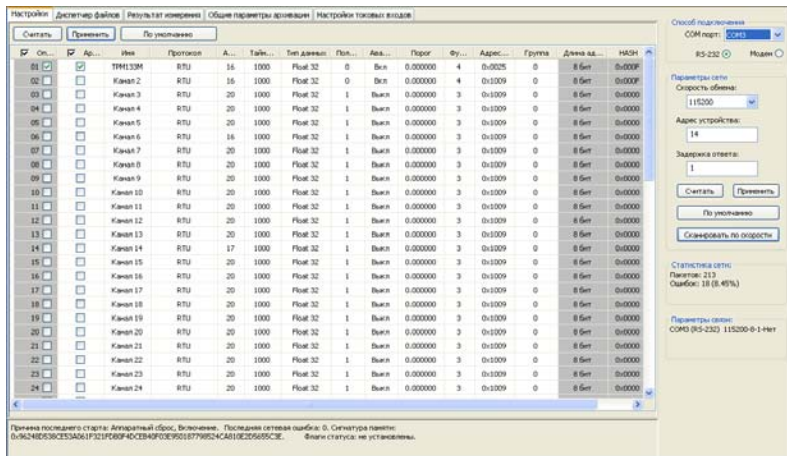 Настройки Диспетчер файлов Результат измерения Общие параметры архивации Настройки токовых входов
Считать Применить По умолчанию
Оп... Ар... Имя Протокол А... Тайм... Тип данных Пол... Ава... Порог Фу... Адрес... Группа Длина ад... HASH
01 ТРМ133М RTU 16 1000 Float 32 0 Вкл 0.000000 4 0x0025 0 8 бит 0x000F
02 Канал 2 RTU 16 1000 Float 32 0 Вкл 0.000000 4 0x1009 0 8 бит 0x000F
03 Канал 3 RTU 20 1000 Float 32 1 Выкл 0.000000 3 0x1009 0 8 бит 0x0000
04 Канал 4 RTU 20 1000 Float 32 1 Выкл 0.000000 3 0x1009 0 8 бит 0x0000
05 Канал 5 RTU 20 1000 Float 32 1 Выкл 0.000000 3 0x1009 0 8 бит 0x0000
06 Канал 6 RTU 16 1000 Float 32 1 Выкл 0.000000 3 0x1009 0 8 бит 0x0000
07 Канал 7 RTU 20 1000 Float 32 1 Выкл 0.000000 3 0x1009 0 8 бит 0x0000
08 Канал 8 RTU 20 1000 Float 32 1 Выкл 0.000000 3 0x1009 0 8 бит 0x0000
09 Канал 9 RTU 20 1000 Float 32 1 Выкл 0.000000 3 0x1009 0 8 бит 0x0000
10 Канал 10 RTU 20 1000 Float 32 1 Выкл 0.000000 3 0x1009 0 8 бит 0x0000
11 Канал 11 RTU 20 1000 Float 32 1 Выкл 0.000000 3 0x1009 0 8 бит 0x0000
12 Канал 12 RTU 20 1000 Float 32 1 Выкл 0.000000 3 0x1009 0 8 бит 0x0000
13 Канал 13 RTU 20 1000 Float 32 1 Выкл 0.000000 3 0x1009 0 8 бит 0x0000
14 Канал 14 RTU 17 1000 Float 32 1 Выкл 0.000000 3 0x1009 0 8 бит 0x0000
15 Канал 15 RTU 20 1000 Float 32 1 Выкл 0.000000 3 0x1009 0 8 бит 0x0000
16 Канал 16 RTU 20 1000 Float 32 1 Выкл 0.000000 3 0x1009 0 8 бит 0x0000
17 Канал 17 RTU 20 1000 Float 32 1 Выкл 0.000000 3 0x1009 0 8 бит 0x0000
18 Канал 18 RTU 20 1000 Float 32 1 Выкл 0.000000 3 0x1009 0 8 бит 0x0000
19 Канал 19 RTU 20 1000 Float 32 1 Выкл 0.000000 3 0x1009 0 8 бит 0x0000
20 Канал 20 RTU 20 1000 Float 32 1 Выкл 0.000000 3 0x1009 0 8 бит 0x0000
21 Канал 21 RTU 20 1000 Float 32 1 Выкл 0.000000 3 0x1009 0 8 бит 0x0000
22 Канал 22 RTU 20 1000 Float 32 1 Выкл 0.000000 3 0x1009 0 8 бит 0x0000
23 Канал 23 RTU 20 1000 Float 32 1 Выкл 0.000000 3 0x1009 0 8 бит 0x0000
24 Канал 24 RTU 20 1000 Float 32 1 Выкл 0.000000 3 0x1009 0 8 бит 0x0000
Причина последнего старта: Аппаратный сброс, Включение. Последняя сетевая ошибка: 0. Сигнатура памяти:
Флаги статуса: не установлены.
Способ подключения
COM порт: COM3
RS-232 Модем
Параметры сети
Скорость обмена:
115200
Адрес устройства:
14
Задержка ответа:
1
Считать Применить
По умолчанию
Сканировать по скорости
Статистика сети:
Пакетов: 213
Ошибок: 18 (8.45%)
Параметры связи:
COM3 (RS-232) 115200-8-1-Нет